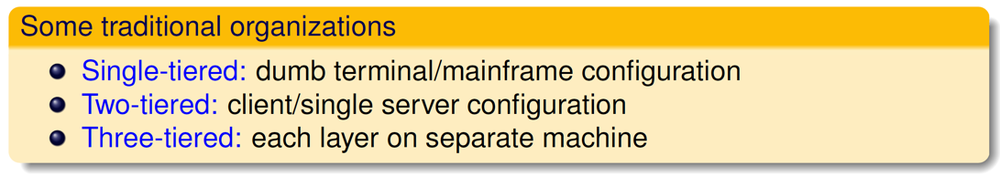 Some traditional organizations
Single-tiered: dumb terminal/mainframe configuration
Two-tiered: client/single server configuration
Three-tiered: each layer on separate machine